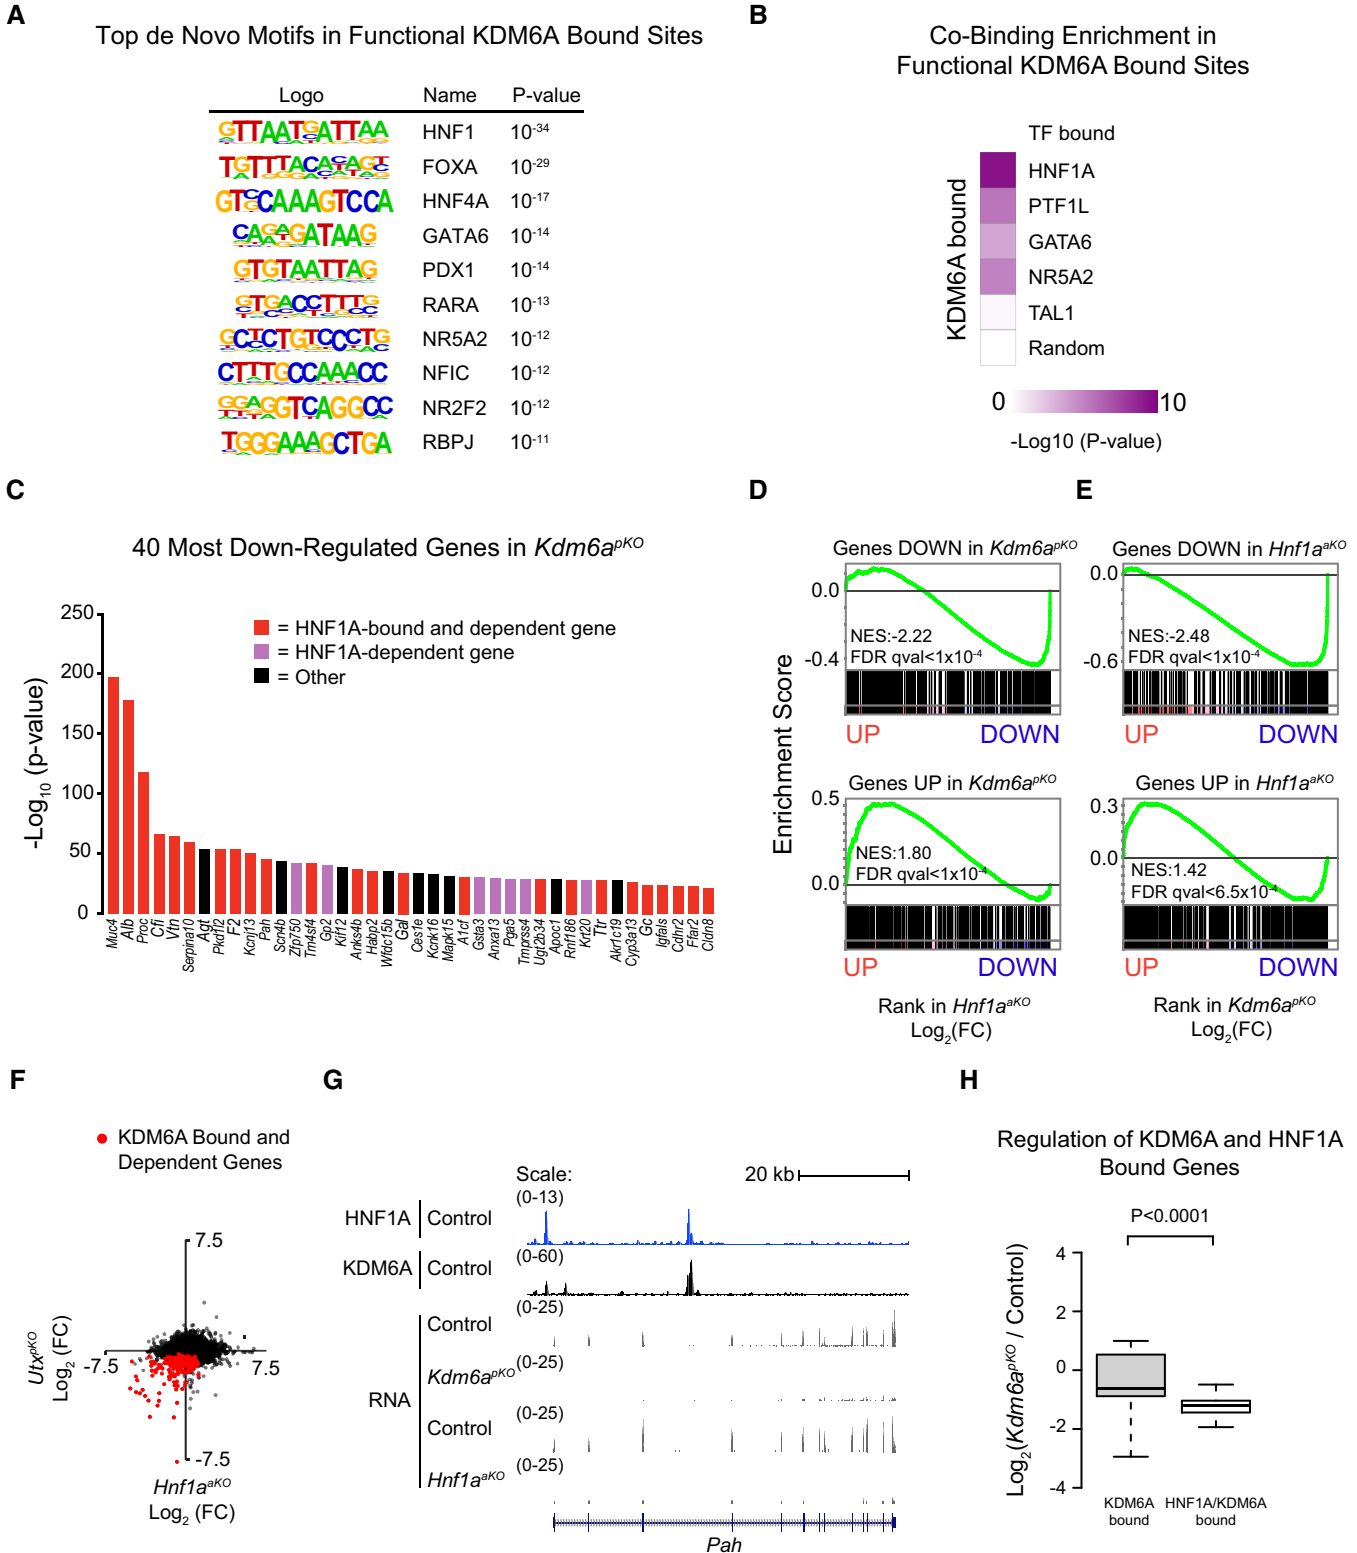 A
Top de Novo Motifs in Functional KDM6A Bound Sites
Logo Name P-value
GTTAATGATTAA HNF1 10-34
TGTTTACACAGT FOXA 10-29
GTCCAAAGTCCA HNF4A 10-17
CAGAGATAAG GATA6 10-14
GTGTAATTAG PDX1 10-14
GTGACCTTTG RARA 10-13
GCTCTGTCCCTG NR5A2 10-12
CTTTGCCAAACC NFIC 10-12
GGAGGTCAGGCC NR2F2 10-12
TGGGAAAGCTGA RBPJ 10-11
B
Co-Binding Enrichment in
Functional KDM6A Bound Sites
TF bound
KDM6A bound
HNF1A
PTF1L
GATA6
NR5A2
TAL1
Random
0 10
-Log10 (P-value)
C
40 Most Down-Regulated Genes in Kdm6apKO
-Log10 (p-value)
250
200
150
100
50
0
= HNF1A-bound and dependent gene
= HNF1A-dependent gene
= Other
Muc4 Alb Proc Cfi Vtn Serpina10 Agt Pkdl2 F2 Kcnj13 Pah Scn4b Zfp750 Tm4sf4 Gp2 Kif12 Anks4b Habp2 Wfdc15b Gal Ces1e Kcnk16 Mapk15 A1cf Gsta3 Anxa13 Pga5 Tmprss4 Ugt2b34 Apoc1 Rnf186 Krt20 Ttr Akr1c19 Cyp3a13 Gc Igfals Cdhr2 Ffar2 Cldn8
D
Enrichment Score
Genes DOWN in Kdm6apKO
0.0
-0.4
NES:-2.22
FDR qval<1x10-4
UP DOWN
Genes UP in Kdm6apKO
0.5
0.0
NES:1.80
FDR qval<1x10-4
UP DOWN
Rank in Hnf1aaKO
Log2(FC)
E
Genes DOWN in Hnf1aaKO
0.0
-0.6
NES:-2.48
FDR qval<1x10-4
UP DOWN
Genes UP in Hnf1aaKO
0.3
0.0
NES:1.42
FDR qval<6.5x10-4
UP DOWN
Rank in Kdm6apKO
Log2(FC)
F
KDM6A Bound and
Dependent Genes
UtxpKO
Log2 (FC)
7.5
-7.5 7.5
-7.5
Hnf1aaKO
Log2 (FC)
G
Scale: 20 kb
(0-13)
HNF1A Control
(0-60)
KDM6A Control
(0-25)
Control
(0-25)
Kdm6apKO
RNA
(0-25)
Control
(0-25)
Hnf1aaKO
Pah
H
Regulation of KDM6A and HNF1A
Bound Genes
P<0.0001
Log2(Kdm6apKO / Control)
4
2
0
-2
-4
KDM6A HNF1A/KDM6A
bound bound